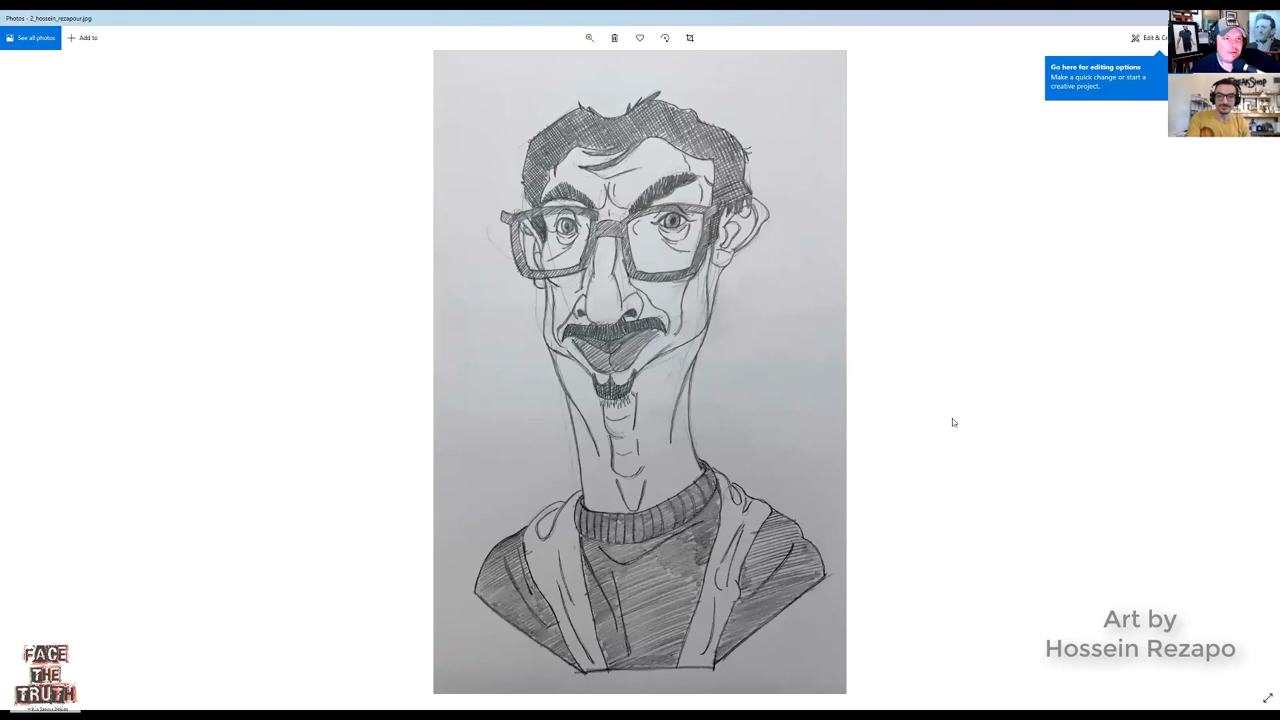 Photos - 2_hossein_rezapour.jpg
See all photos
Add to
Edit & C
Go here for editing options
Make a quick change or start a
creative project.
Art by
Hossein Rezapo
FACE
THE
TRUTH